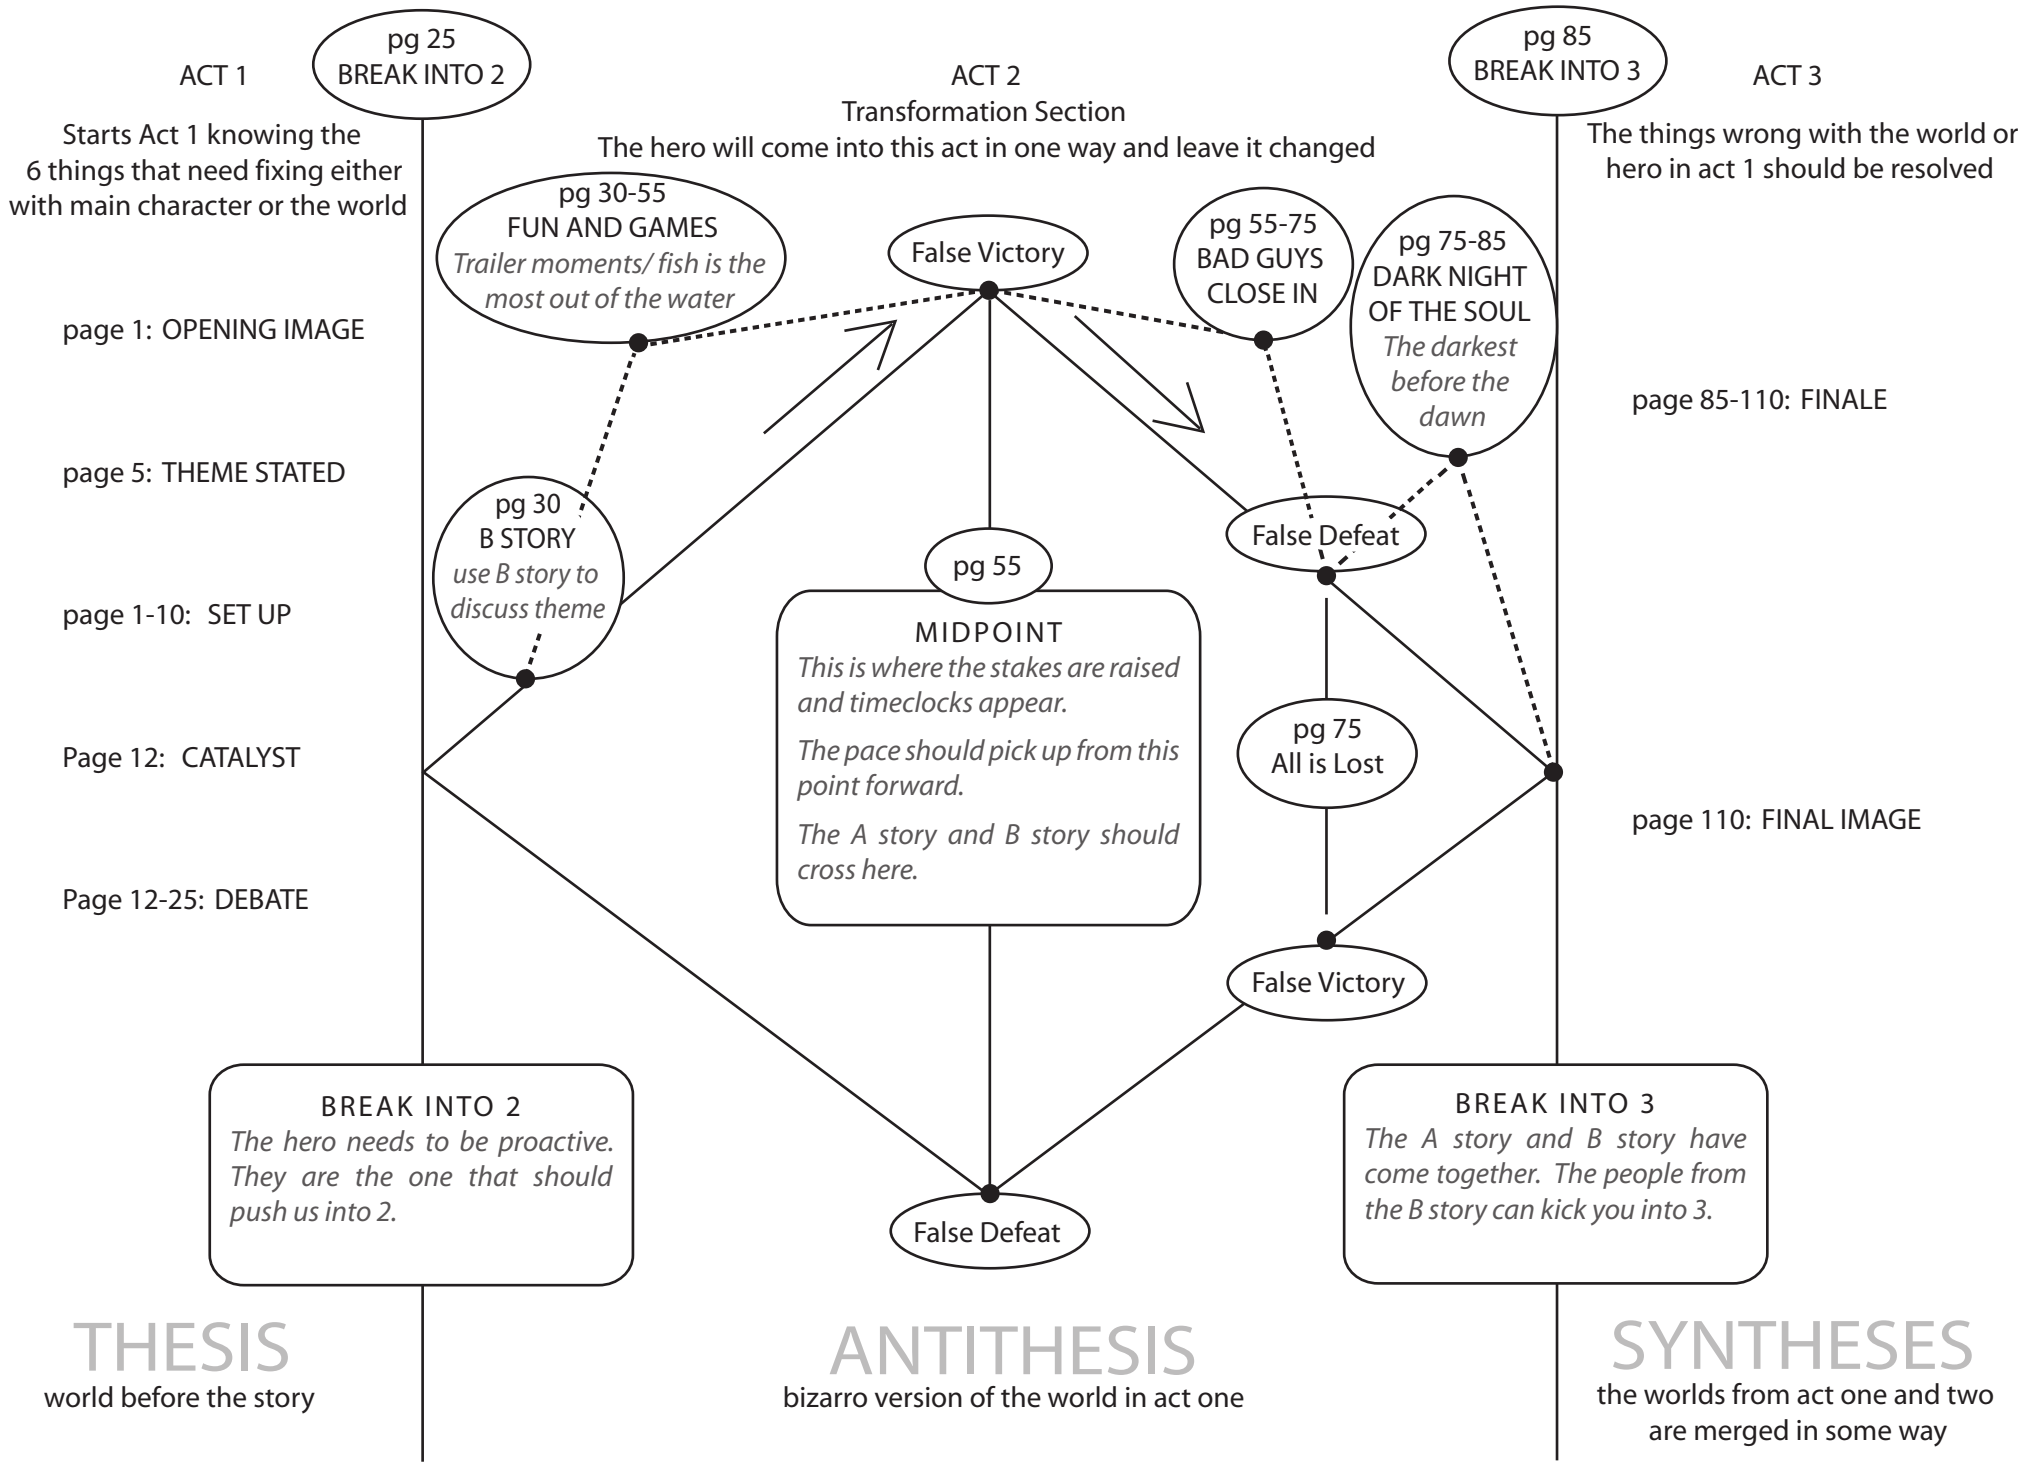 ACT 1
Starts Act 1 knowing the
6 things that need fixing either
with main character or the world
page 1: OPENING IMAGE
page 5: THEME STATED
page 1-10: SET UP
Page 12: CATALYST
Page 12-25: DEBATE
pg 25
BREAK INTO 2
BREAK INTO 2
The hero needs to be proactive.
They are the one that should
push us into 2.
THESIS
world before the story
ACT 2
Transformation Section
The hero will come into this act in one way and leave it changed
pg 30
B STORY
use B story to
discuss theme
pg 30-55
FUN AND GAMES
Trailer moments/ fish is the
most out of the water
False Victory
pg 55
MIDPOINT
This is where the stakes are raised
and timeclocks appear.
The pace should pick up from this
point forward.
The A story and B story should
cross here.
False Defeat
pg 55-75
BAD GUYS
CLOSE IN
False Defeat
pg 75
All is Lost
False Victory
pg 75-85
DARK NIGHT
OF THE SOUL
The darkest
before the
dawn
ANTITHESIS
bizarro version of the world in act one
pg 85
BREAK INTO 3
ACT 3
The things wrong with the world or
hero in act 1 should be resolved
page 85-110: FINALE
page 110: FINAL IMAGE
BREAK INTO 3
The A story and B story have
come together. The people from
the B story can kick you into 3.
SYNTHESES
the worlds from act one and two
are merged in some way